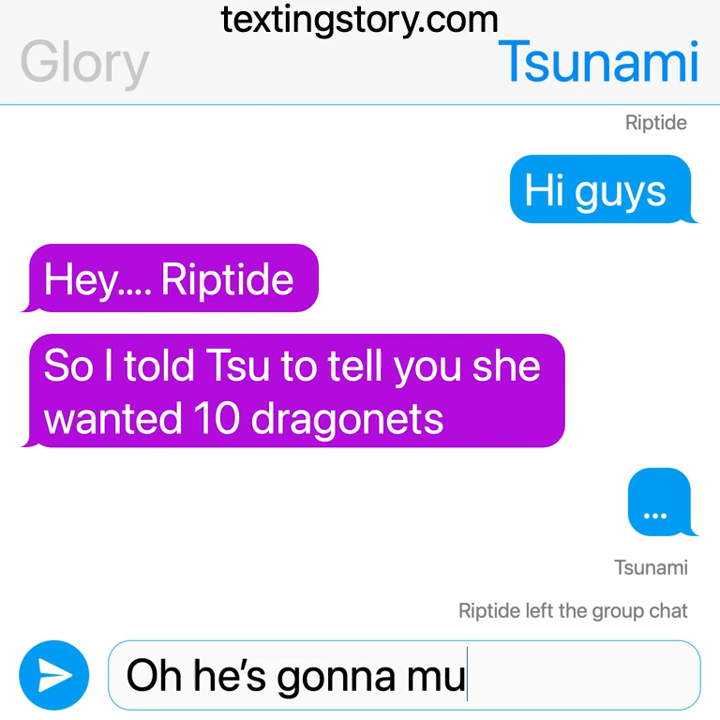 textingstory.com
Glory
Tsunami
Riptide
Hi guys
Hey.... Riptide
So I told Tsu to tell you she
wanted 10 dragonets
...
Tsunami
Riptide left the group chat
Oh he's gonna mu